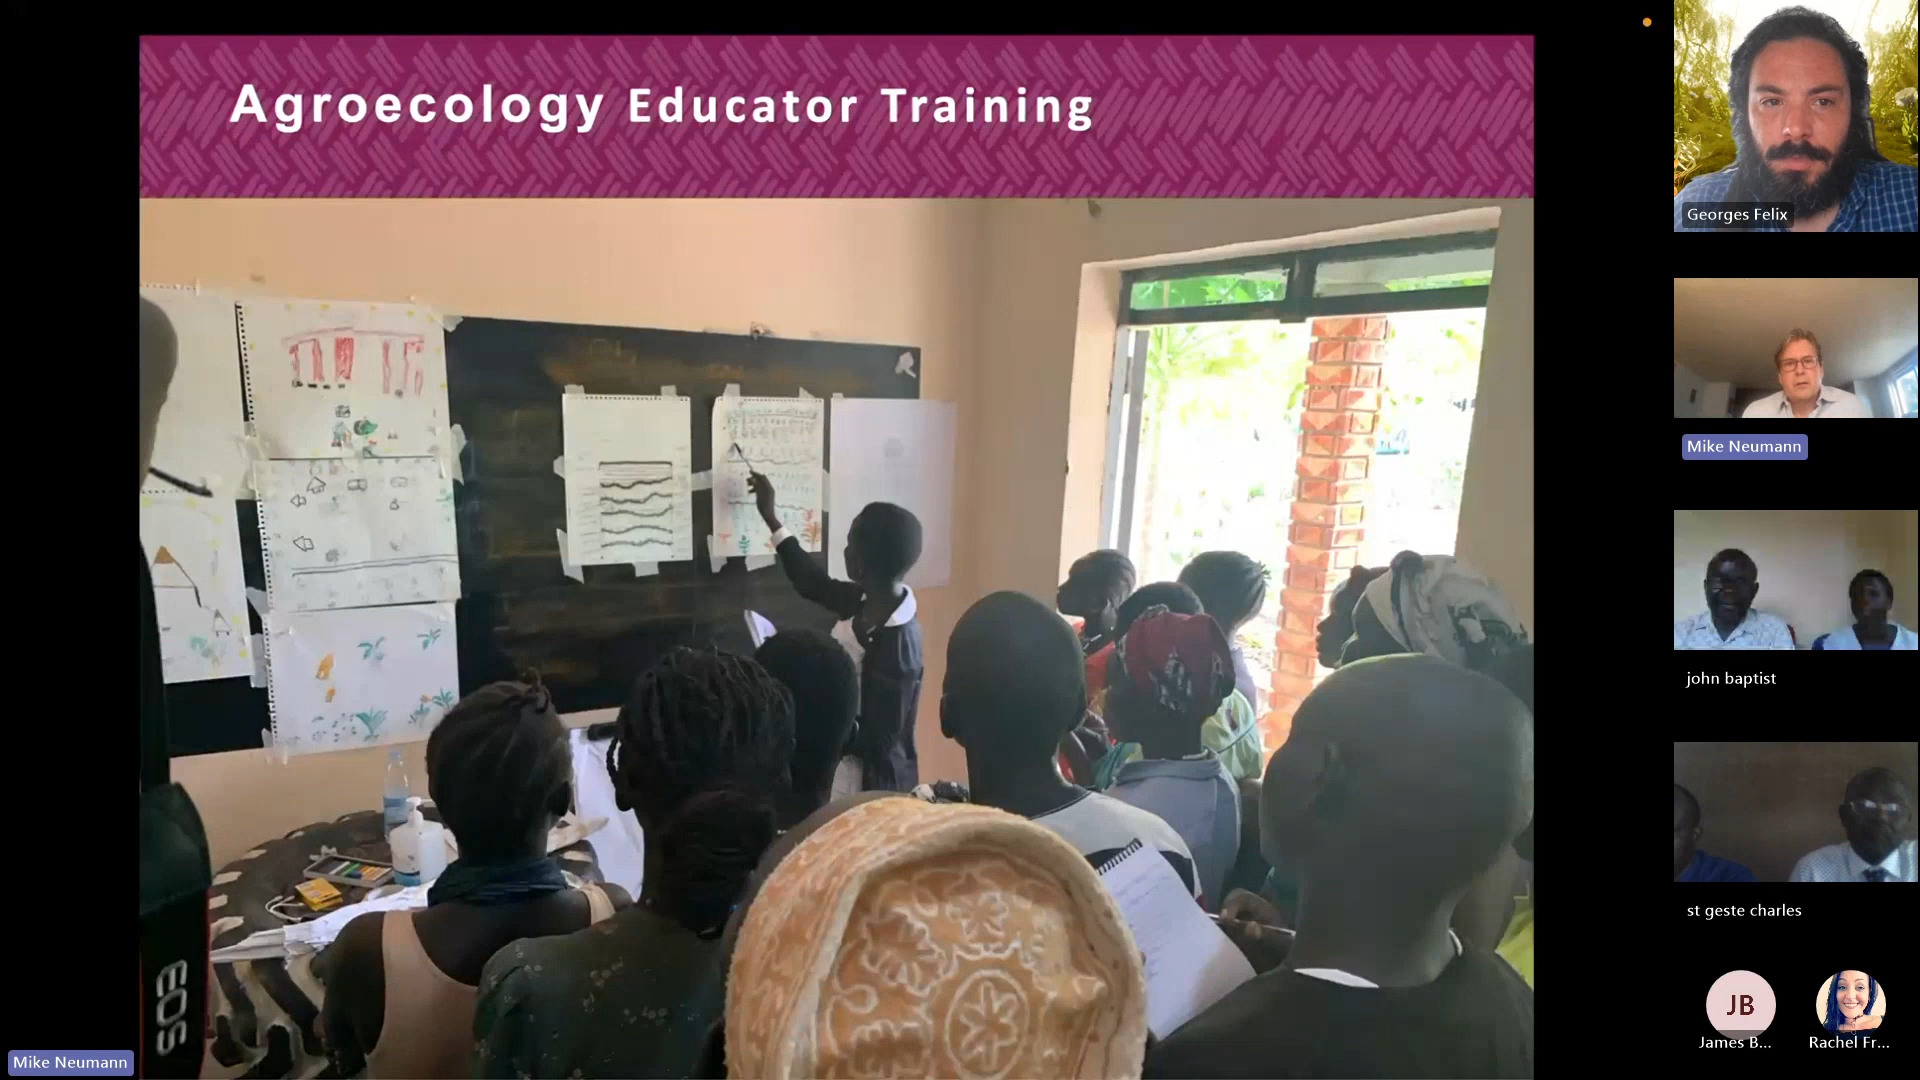 Agroecology Educator Training
Georges Felix
Mike Neumann
john baptist
st geste charles
JB
James B...
Rachel Fr...
EOS
Mike Neumann